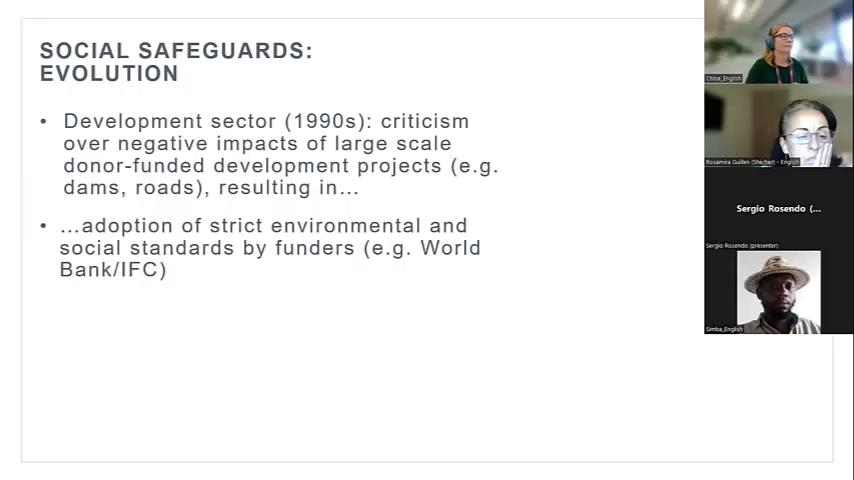 SOCIAL SAFEGUARDS:
EVOLUTION
• Development sector (1990s): criticism
over negative impacts of large scale
donor-funded development projects (e.g.
dams, roads), resulting in…
• …adoption of strict environmental and
social standards by funders (e.g. World
Bank/IFC)
Chloe_English
Rosamira Guillen (She/her) - English
Sergio Rosendo (...
Sergio Rosendo (presenter)
Simba_English